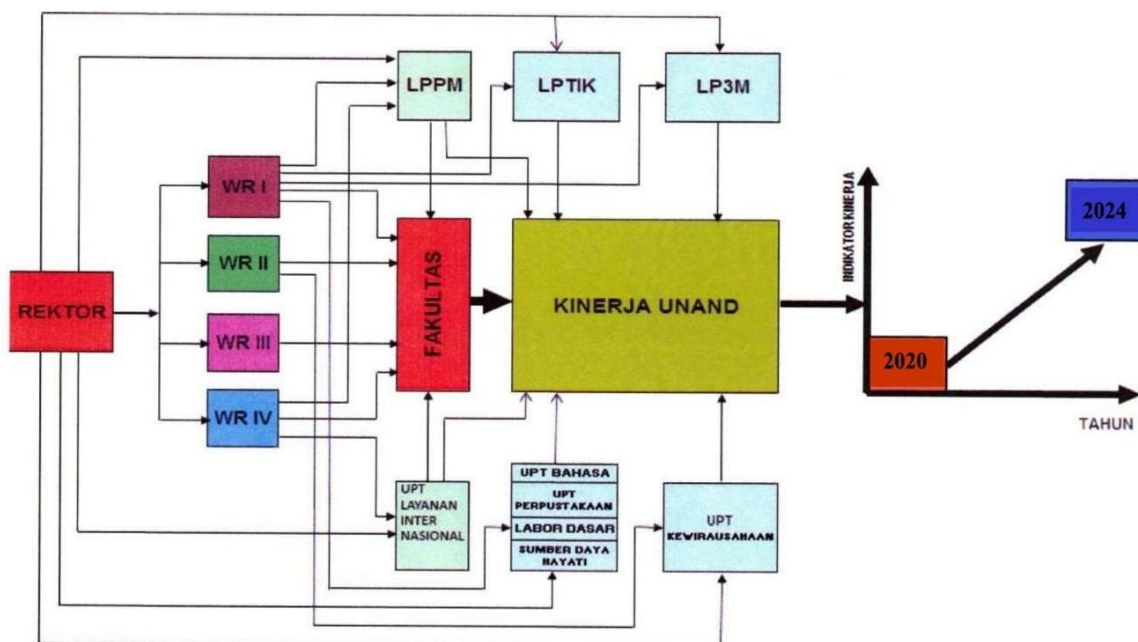 LPPM
LPTIK
LP3M
WR I
WR II
WR III
WR IV
REKTOR
FAKULTAS
KINERJA UNAND
INDIKATOR KINERJA
2024
2020
TAHUN
UPT
LAYANAN
INTER
NASIONAL
UPT BAHASA
UPT
PERPUSTAKAAN
LABOR DASAR
SUMBER DAYA
HAYATI
UPT
KEWIRAUSAHAAN